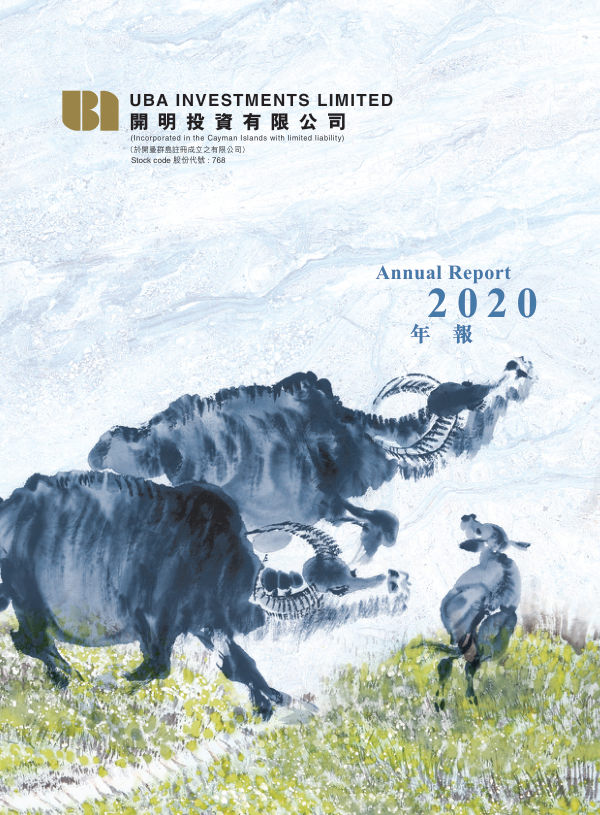 UBA
UBA INVESTMENTS LIMITED
開明投資有限公司
(Incorporated in the Cayman Islands with limited liability)
（於開曼群島註冊成立之有限公司）
Stock code 股份代號 : 768
Annual Report
2020
年 報